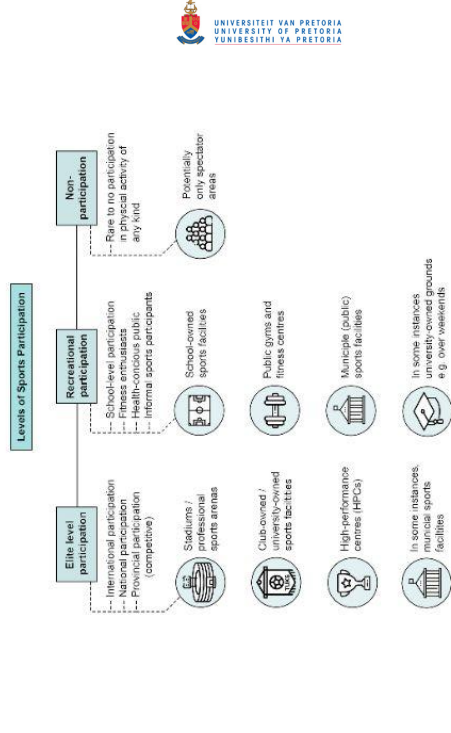 UNIVERSITEIT VAN PRETORIA
UNIVERSITY OF PRETORIA
YUNIBESITHI YA PRETORIA
Levels of Sports Participation
Elite level
participation
International participation
National participation
Provincial participation
(competitive)
Stadiums /
professional
sports arenas
Club-owned /
university-owned
sports facilities
High-performance
centres (HPCs)
In some instances,
municial sports
facilites
Recreational
participation
School-level participation
Fitness enthusiasts
Health-concious public
Informal sports participants
School-owned
sports facilities
Public gyms and
fitness centres
Municiple (public)
sports facilities
In some instances
university-owned grounds
e.g. over weekends
Non-
participation
Rare to no participation
in physcial activity of
any kind
Potentially
only spectator
areas